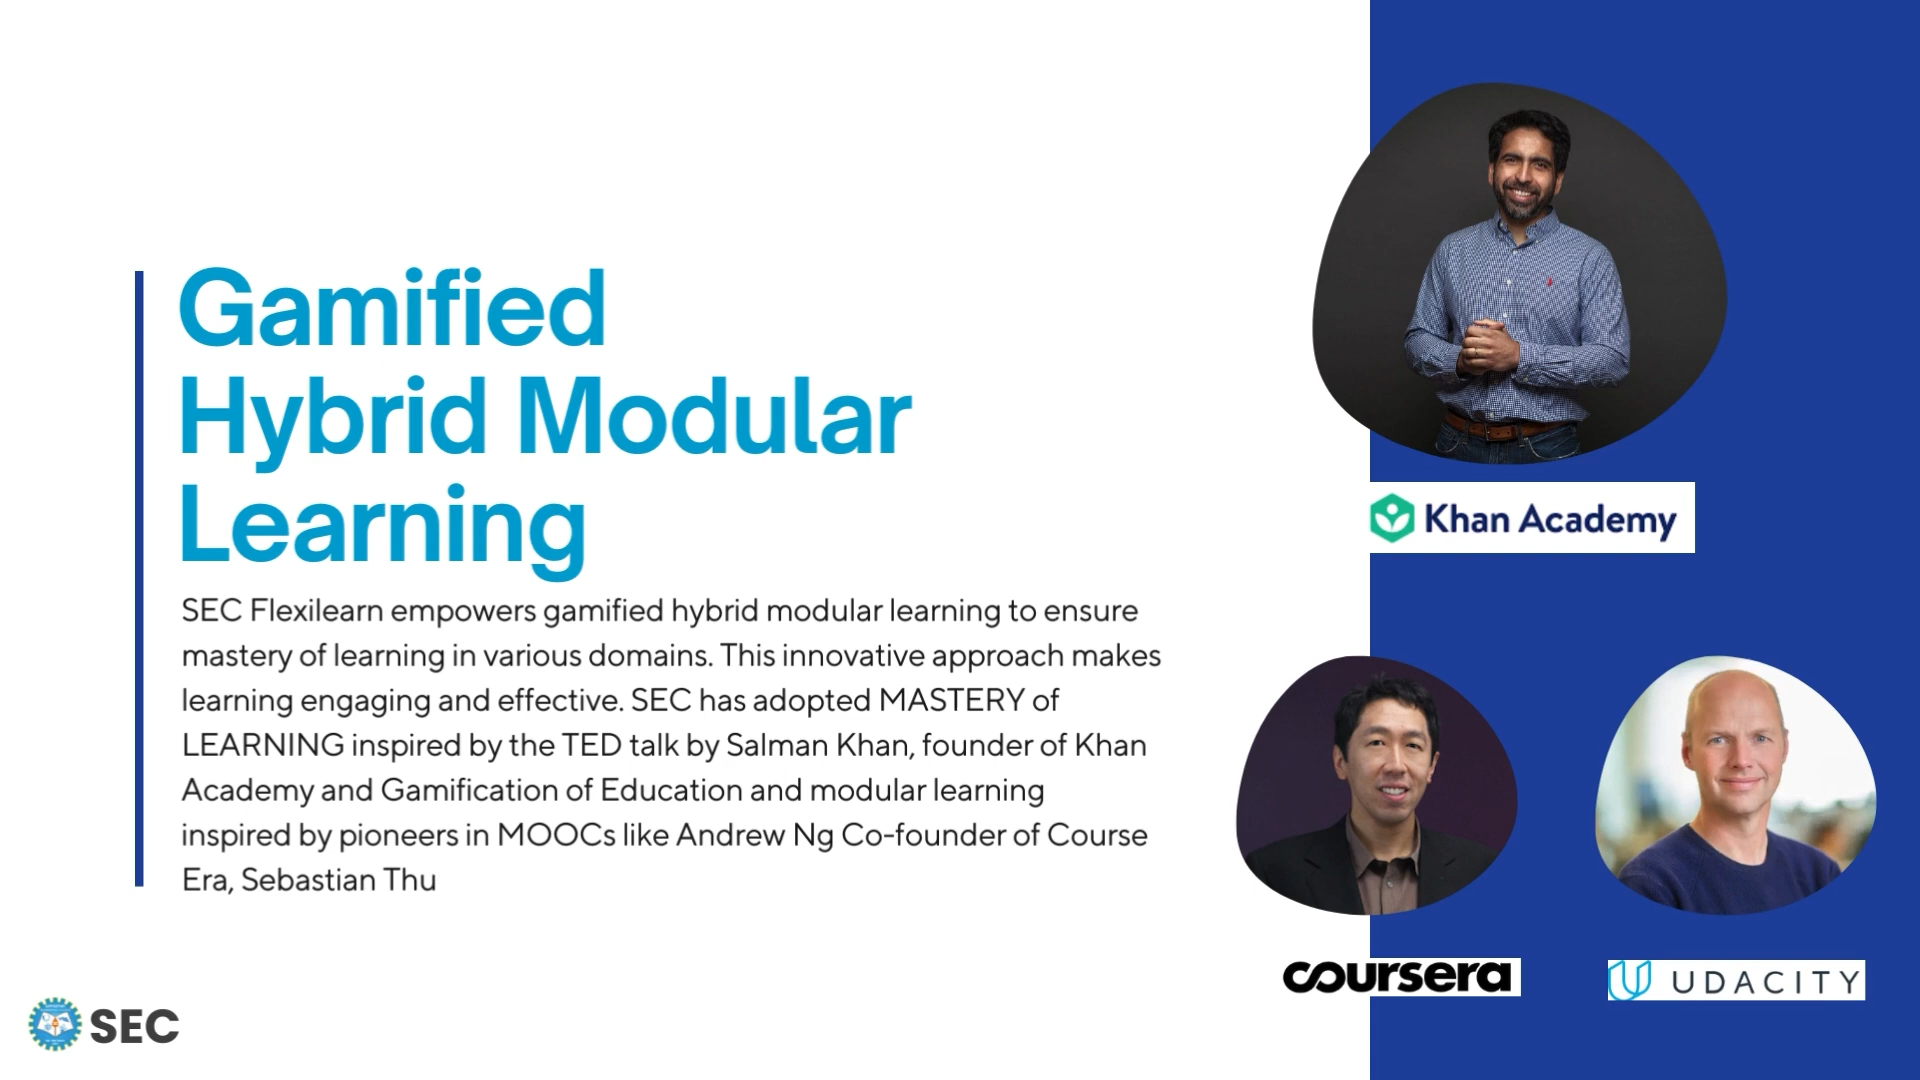 Gamified
Hybrid Modular
Learning
SEC Flexilearn empowers gamified hybrid modular learning to ensure
mastery of learning in various domains. This innovative approach makes
learning engaging and effective. SEC has adopted MASTERY of
LEARNING inspired by the TED talk by Salman Khan, founder of Khan
Academy and Gamification of Education and modular learning
inspired by pioneers in MOOCs like Andrew Ng Co-founder of Course
Era, Sebastian Thu
Khan Academy
coursera
UDACITY
SEC